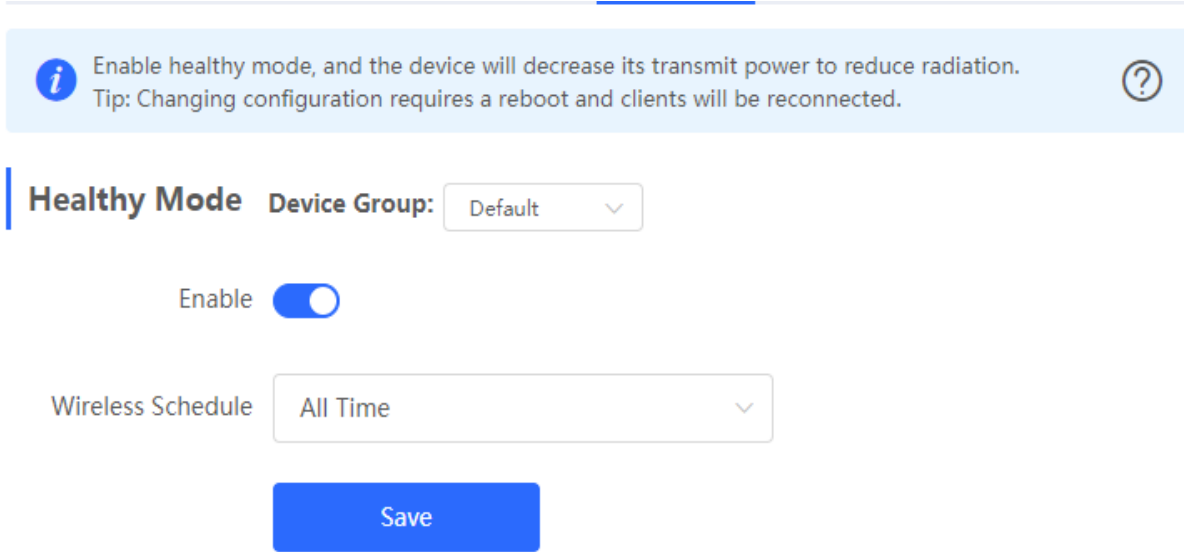 Enable healthy mode, and the device will decrease its transmit power to reduce radiation.
Tip: Changing configuration requires a reboot and clients will be reconnected.
Healthy Mode Device Group: Default
Enable
Wireless Schedule All Time
Save